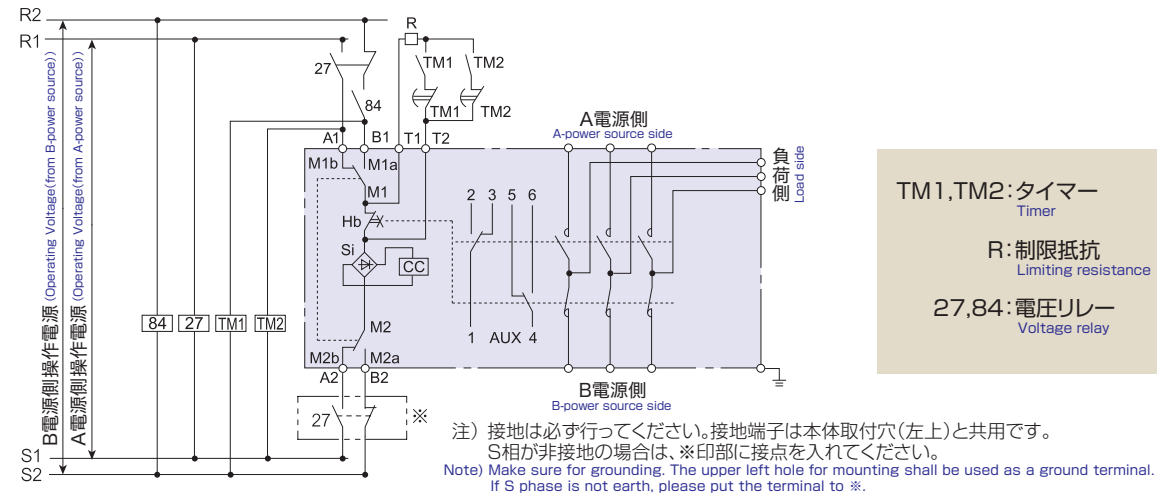 R2
R1
R
27
84
TM1
TM2
TM1
TM2
A1
B1
T1
T2
A電源側
A-power source side
M1b
M1a
M1
Hb
Si
CC
M2
M2b
M2a
A2
B2
2
3
5
6
1
AUX
4
負荷側
Load side
84
27
TM1
TM2
B電源側操作電源 (Operating Voltage(from B-power source))
A電源側操作電源 (Operating Voltage(from A-power source))
27
※
S1
S2
B電源側
B-power source side
TM1,TM2:タイマー
Timer
R:制限抵抗
Limiting resistance
27,84:電圧リレー
Voltage relay
注) 接地は必ず行ってください。接地端子は本体取付穴(左上)と共用です。
S相が非接地の場合は、※印部に接点を入れてください。
Note) Make sure for grounding. The upper left hole for mounting shall be used as a ground terminal.
If S phase is not earth, please put the terminal to ※.